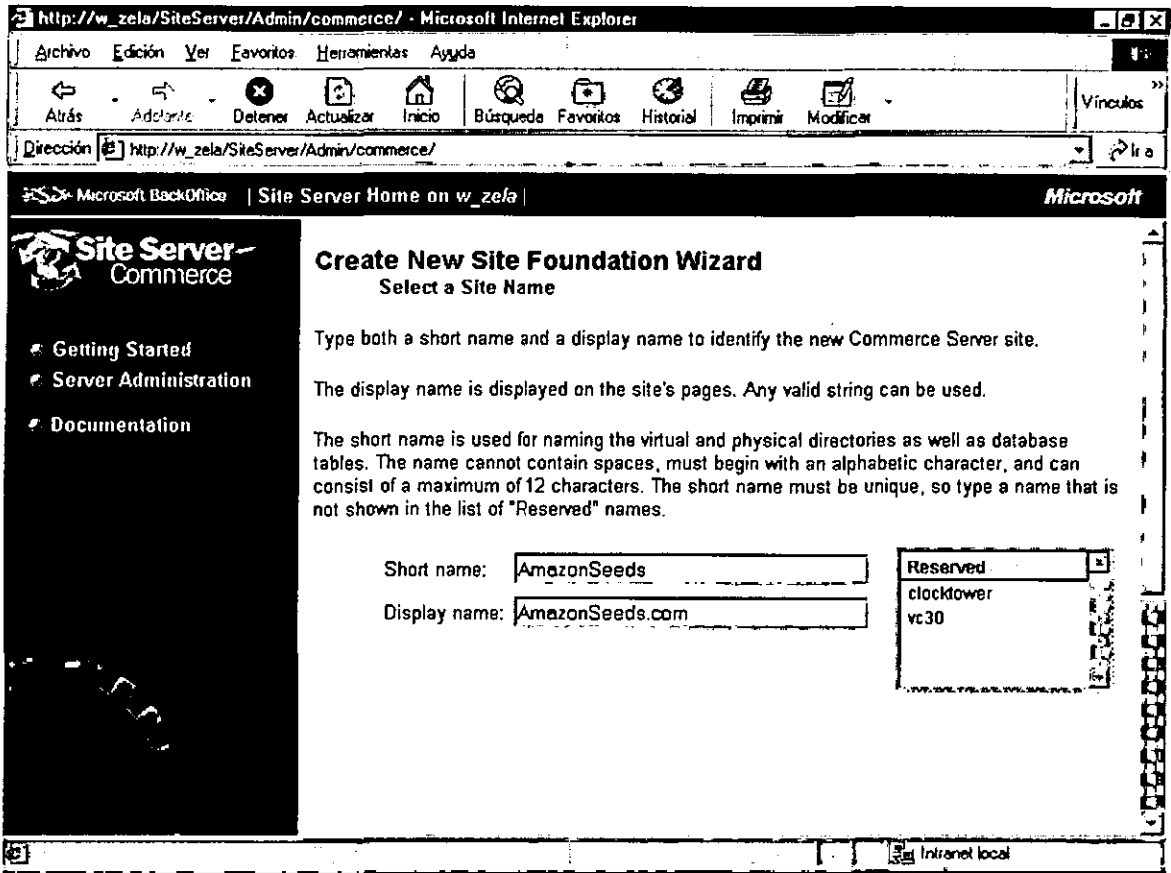 http://w_zela/SiteServer/Admin/commerce/ - Microsoft Internet Explorer
Archivo Edición Ver Favoritos Herramientas Ayuda
Atrás Adelante Detener Actualizar Inicio Búsqueda Favoritos Historial Imprimir Modificar Vínculos »
Dirección http://w_zela/SiteServer/Admin/commerce/ Ir a
Microsoft BackOffice | Site Server Home on w_zela | Microsoft
Site Server
Commerce
Getting Started
Server Administration
Documentation
Create New Site Foundation Wizard
Select a Site Name
Type both a short name and a display name to identify the new Commerce Server site.
The display name is displayed on the site's pages. Any valid string can be used.
The short name is used for naming the virtual and physical directories as well as database
tables. The name cannot contain spaces, must begin with an alphabetic character, and can
consist of a maximum of 12 characters. The short name must be unique, so type a name that is
not shown in the list of "Reserved" names.
Short name: AmazonSeeds
Display name: AmazonSeeds.com
Reserved
clocktower
vc30
Intranet local